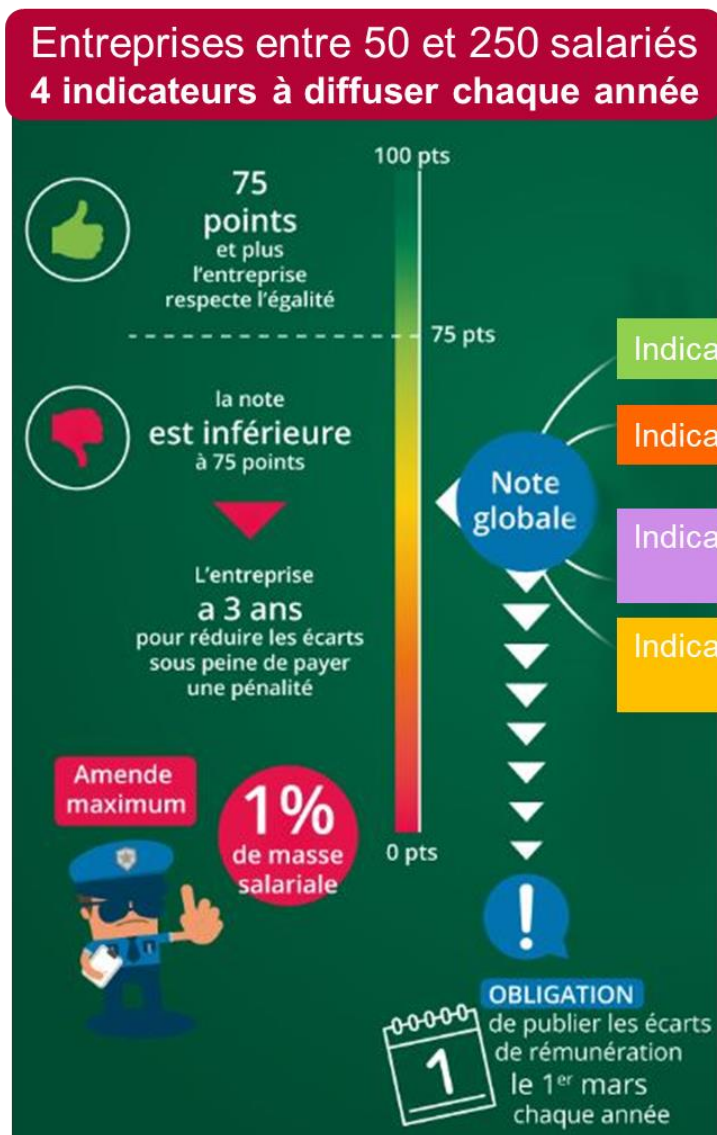 Entreprises entre 50 et 250 salariés
4 indicateurs à diffuser chaque année
100 pts
75
points
et plus
l'entreprise
respecte l'égalité
75 pts
la note
est inférieure
à 75 points
L'entreprise
a 3 ans
pour réduire les écarts
sous peine de payer
une pénalité
Note
globale
Indica
Indica
Indica
Indica
Amende
maximum
1%
de masse
salariale
0 pts
!
OBLIGATION
de publier les écarts
de rémunération
le 1er mars
chaque année
1